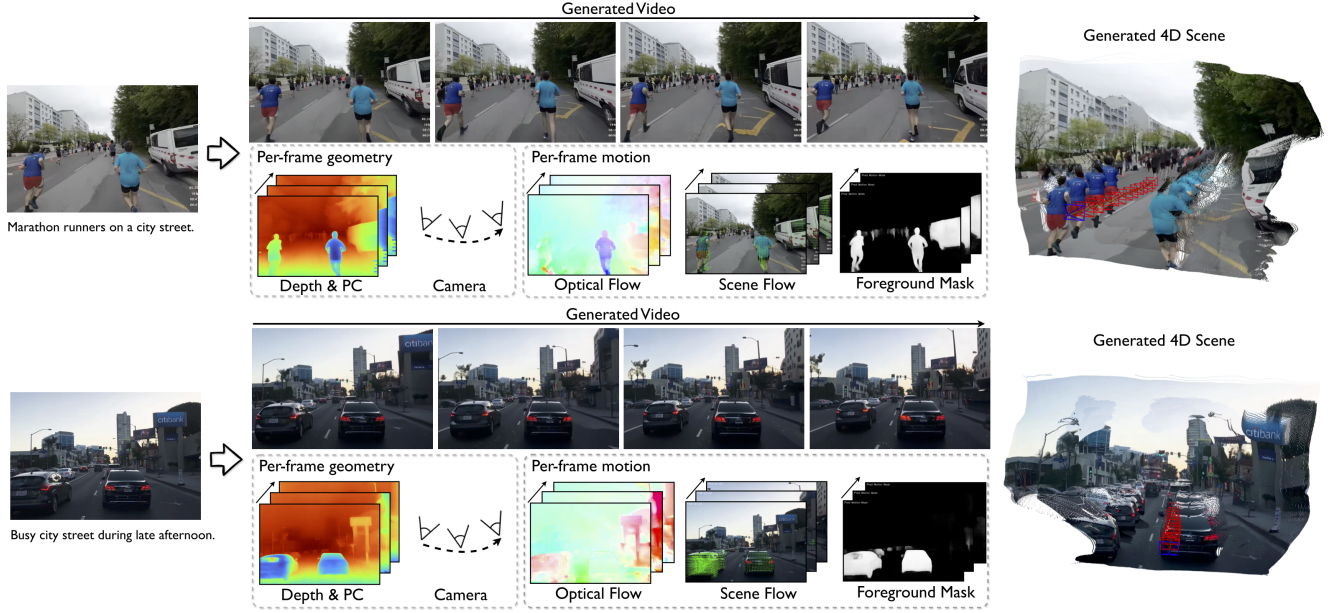 Generated Video
Generated 4D Scene
Marathon runners on a city street.
Per-frame geometry
Per-frame motion
Depth & PC
Camera
Optical Flow
Scene Flow
Foreground Mask
Generated Video
Generated 4D Scene
citibank
citibank
citibank
Busy city street during late afternoon.
Per-frame geometry
Per-frame motion
Depth & PC
Camera
Optical Flow
Scene Flow
Foreground Mask